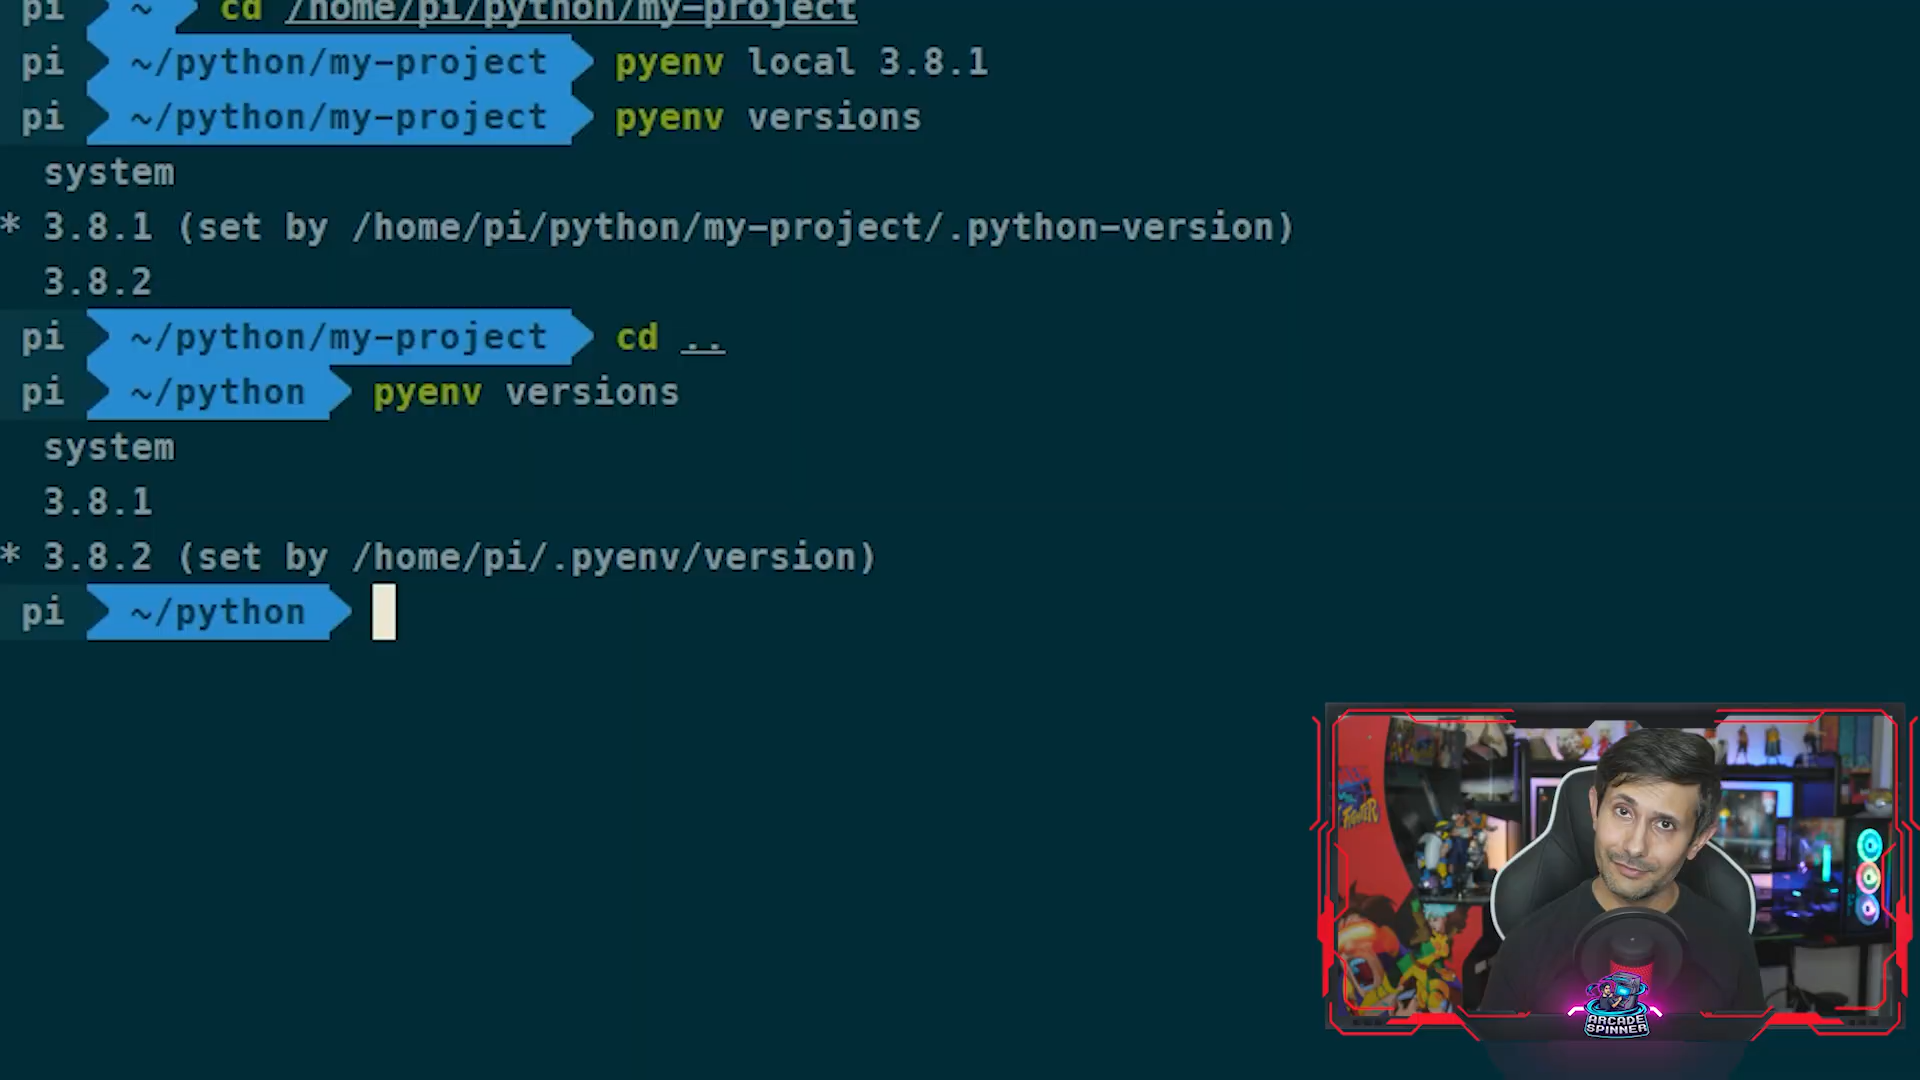 pi ~ cd /home/pi/python/my-project
pi ~/python/my-project pyenv local 3.8.1
pi ~/python/my-project pyenv versions
system
* 3.8.1 (set by /home/pi/python/my-project/.python-version)
3.8.2
pi ~/python/my-project cd ..
pi ~/python pyenv versions
system
3.8.1
* 3.8.2 (set by /home/pi/.pyenv/version)
pi ~/python
FIGHTER
ARCADE
SPINNER